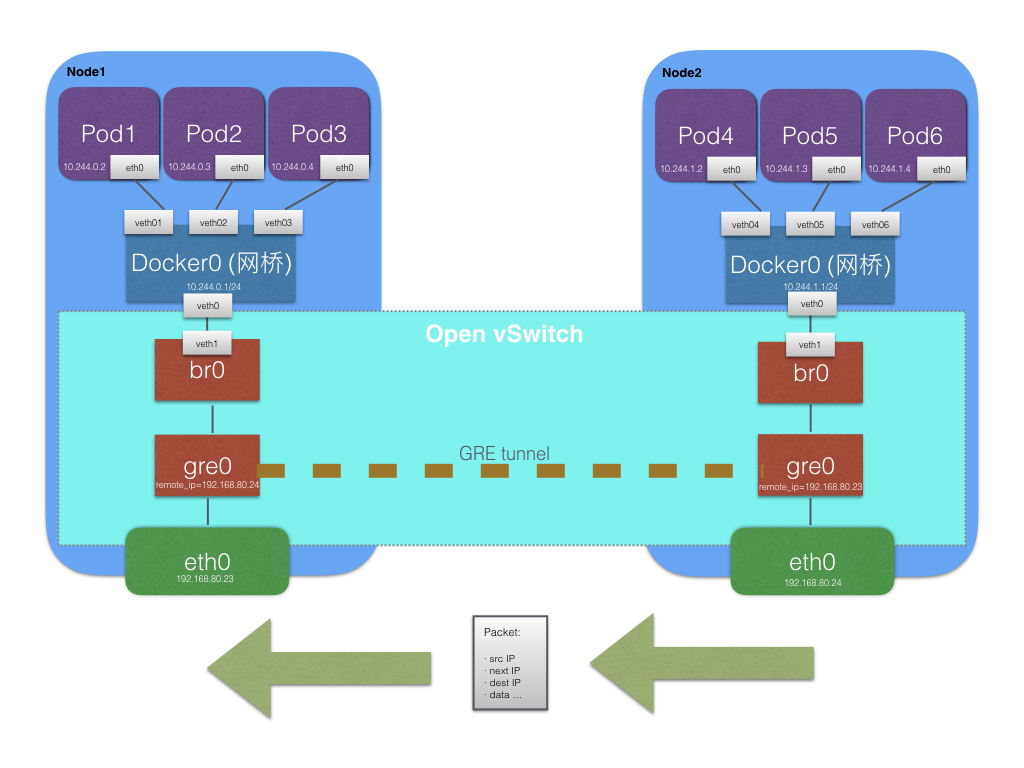 Node1
Pod1
10.244.0.2
eth0
Pod2
10.244.0.3
eth0
Pod3
10.244.0.4
eth0
veth01
veth02
veth03
Docker0 (网桥)
10.244.0.1/24
veth0
veth1
br0
gre0
remote_ip=192.168.80.24
eth0
192.168.80.23
Open vSwitch
GRE tunnel
Node2
Pod4
10.244.1.2
eth0
Pod5
10.244.1.3
eth0
Pod6
10.244.1.4
eth0
veth04
veth05
veth06
Docker0 (网桥)
10.244.1.1/24
veth0
veth1
br0
gre0
remote_ip=192.168.80.23
eth0
192.168.80.24
Packet:
· src IP
· next IP
· dest IP
· data ...